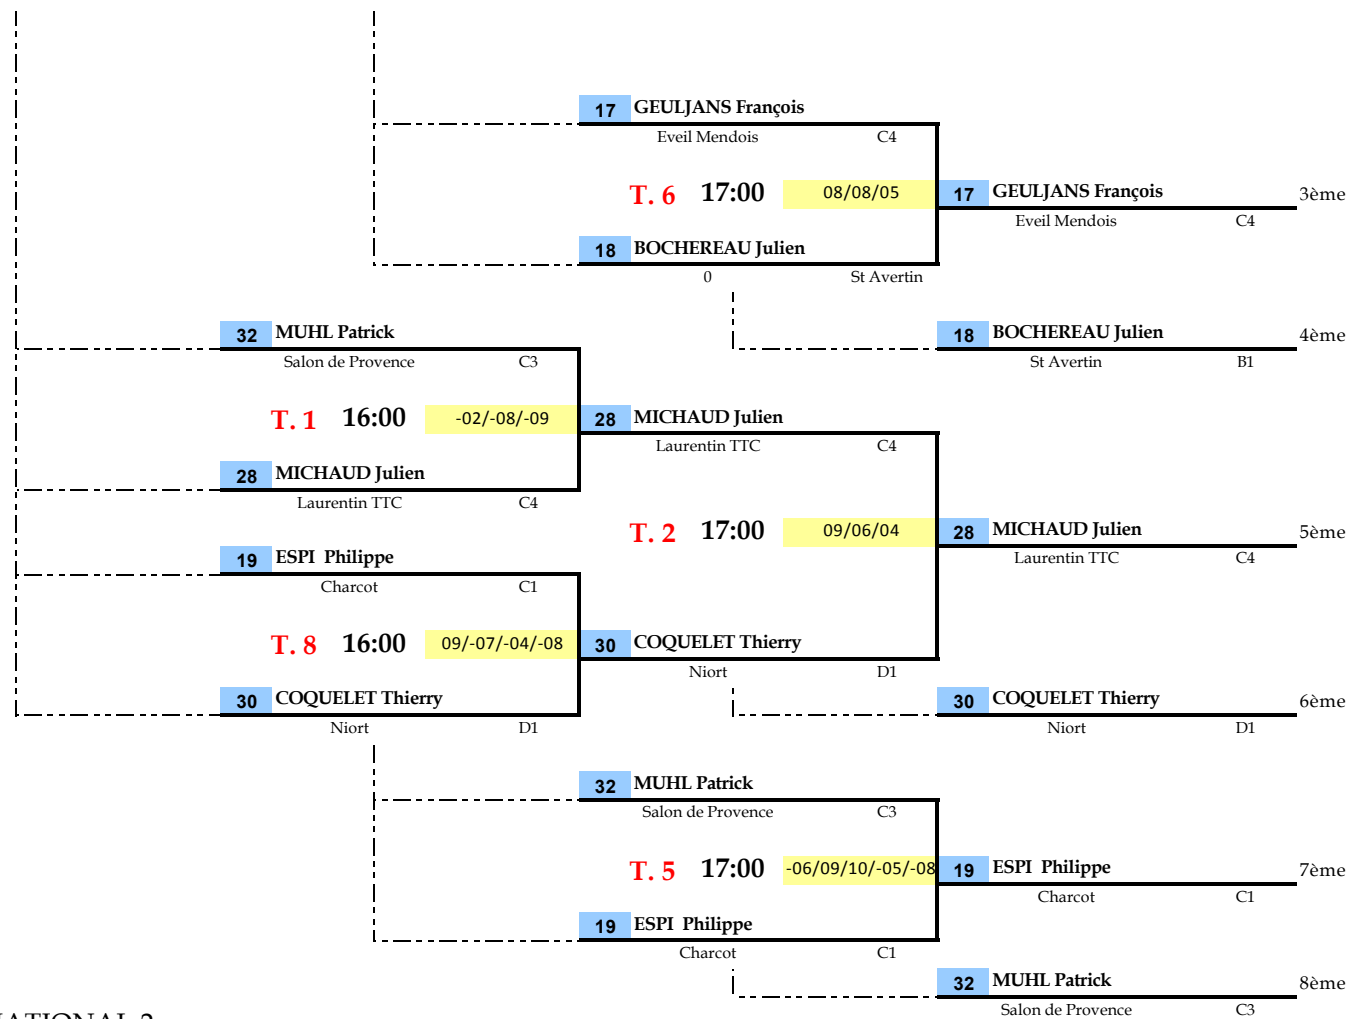 17 GEULJANS François
Eveil Mendois C4
T. 6 17:00 08/08/05 17 GEULJANS François 3ème
Eveil Mendois C4
18 BOCHEREAU Julien
0 St Avertin
32 MUHL Patrick 18 BOCHEREAU Julien 4ème
Salon de Provence C3 St Avertin B1
T. 1 16:00 -02/-08/-09 28 MICHAUD Julien
Laurentin TTC C4
28 MICHAUD Julien
Laurentin TTC C4
T. 2 17:00 09/06/04 28 MICHAUD Julien 5ème
19 ESPI Philippe Laurentin TTC C4
Charcot C1
T. 8 16:00 09/-07/-04/-08 30 COQUELET Thierry
Niort D1
30 COQUELET Thierry 30 COQUELET Thierry 6ème
Niort D1 Niort D1
32 MUHL Patrick
Salon de Provence C3
T. 5 17:00 -06/09/10/-05/-08 19 ESPI Philippe 7ème
Charcot C1
19 ESPI Philippe
Charcot C1
32 MUHL Patrick 8ème
Salon de Provence C3